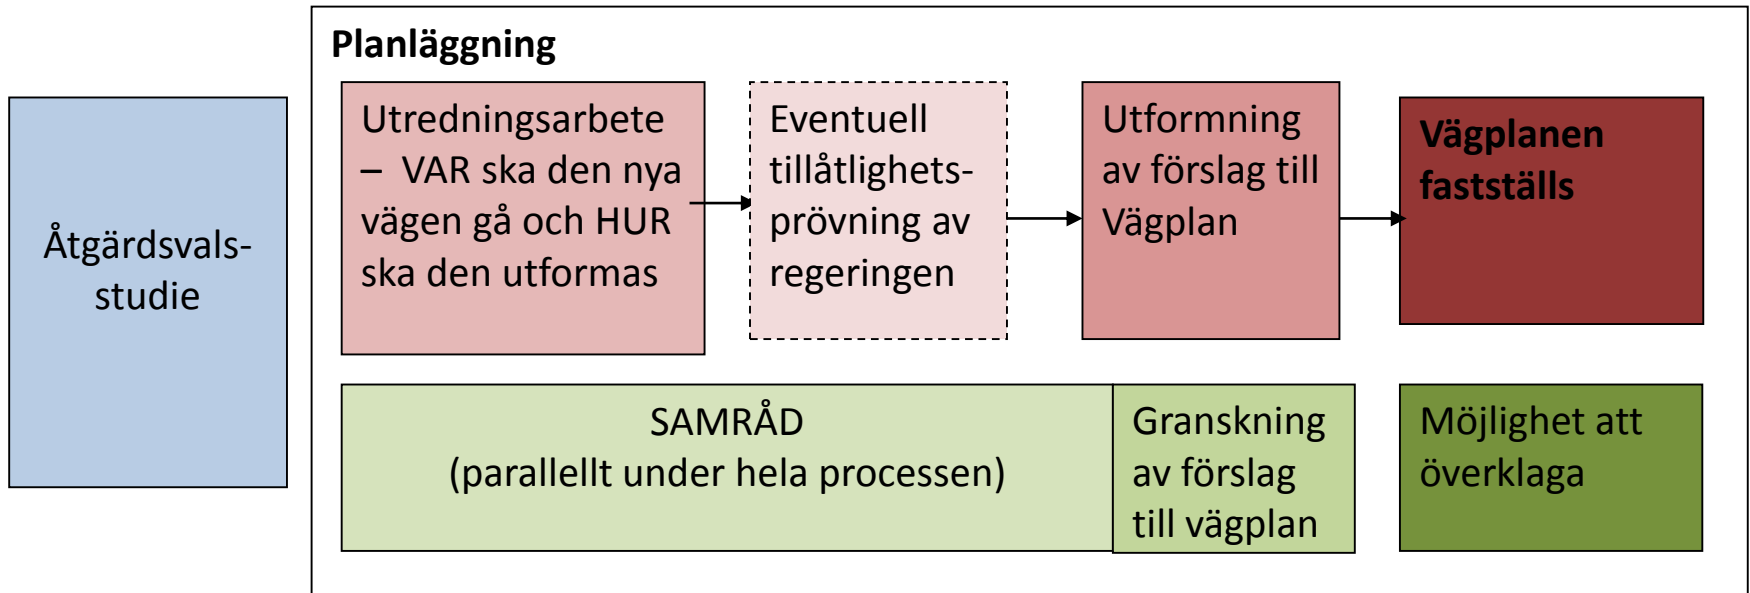 Planläggning
Åtgärdsvals-
studie
Utredningsarbete
– VAR ska den nya
vägen gå och HUR
ska den utformas
Eventuell
tillåtlighets-
prövning av
regeringen
Utformning
av förslag till
Vägplan
Vägplanen
fastställs
SAMRÅD
(parallellt under hela processen)
Granskning
av förslag
till vägplan
Möjlighet att
överklaga